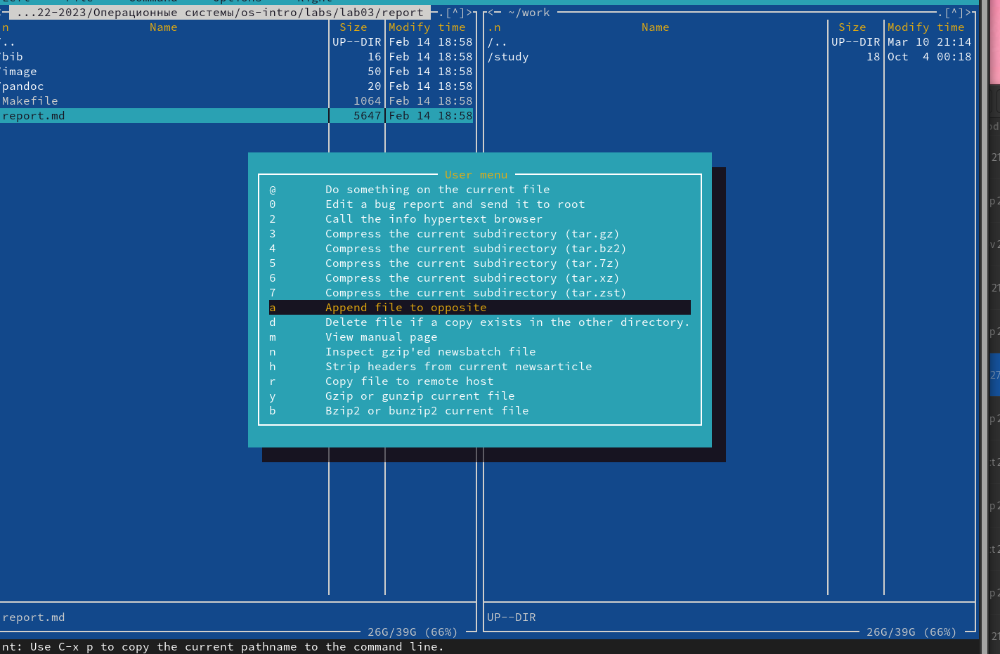 Left File Command Options Right
...22-2023/Операционные системы/os-intro/labs/lab03/report .[^]> <─ ~/work .[^]>
n Name Size Modify time .n Name Size Modify time
/.. UP--DIR Feb 14 18:58 /.. UP--DIR Mar 10 21:14
/bib 16 Feb 14 18:58 /study 18 Oct 4 00:18
/image 50 Feb 14 18:58
/pandoc 20 Feb 14 18:58
Makefile 1064 Feb 14 18:58
report.md 5647 Feb 14 18:58
User menu
@ Do something on the current file
0 Edit a bug report and send it to root
2 Call the info hypertext browser
3 Compress the current subdirectory (tar.gz)
4 Compress the current subdirectory (tar.bz2)
5 Compress the current subdirectory (tar.7z)
6 Compress the current subdirectory (tar.xz)
7 Compress the current subdirectory (tar.zst)
a Append file to opposite
d Delete file if a copy exists in the other directory.
m View manual page
n Inspect gzip'ed newsbatch file
h Strip headers from current newsarticle
r Copy file to remote host
y Gzip or gunzip current file
b Bzip2 or bunzip2 current file
report.md UP--DIR
26G/39G (66%) 26G/39G (66%)
nt: Use C-x p to copy the current pathname to the command line.